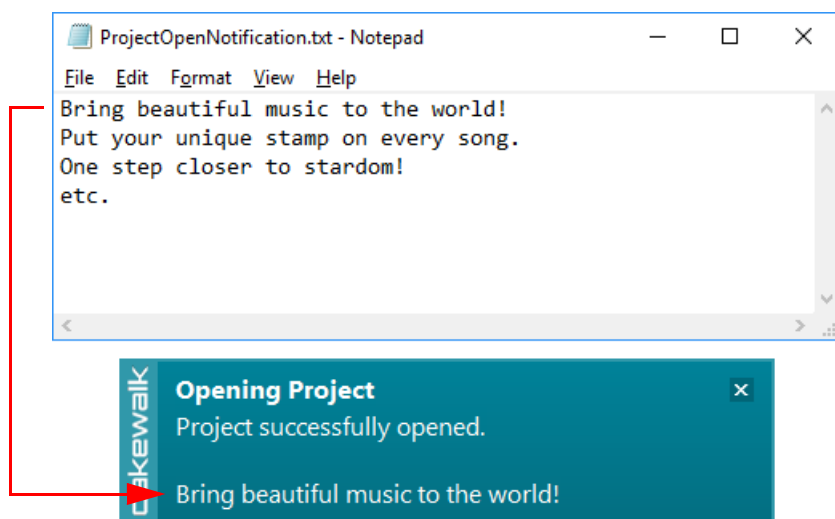 ProjectOpenNotification.txt - Notepad
File Edit Format View Help
Bring beautiful music to the world!
Put your unique stamp on every song.
One step closer to stardom!
etc.
cakewalk
Opening Project
Project successfully opened.
Bring beautiful music to the world!